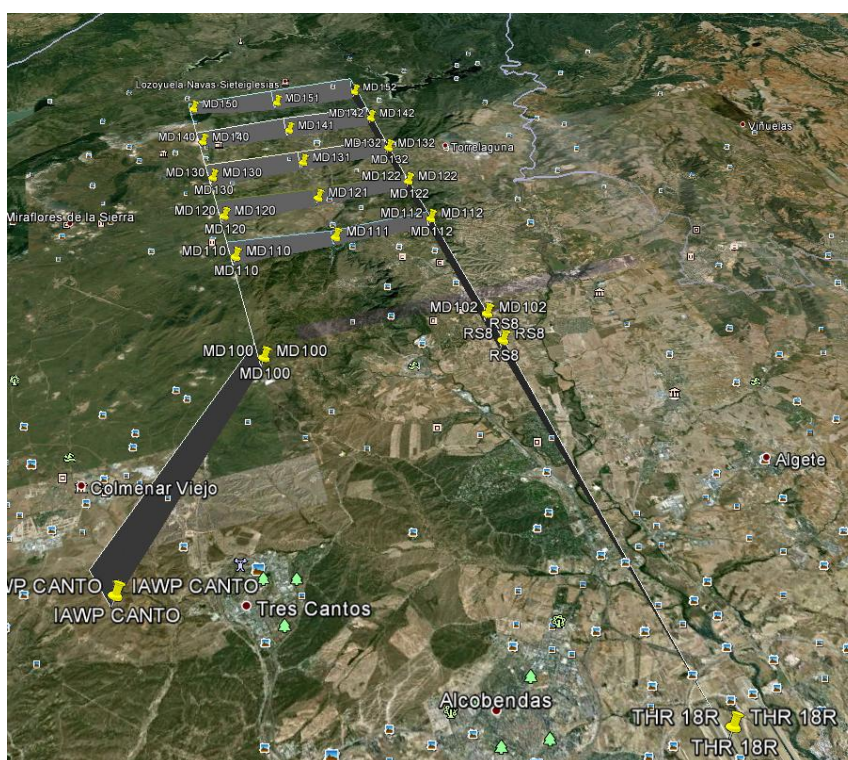 Lozoyuela-Navas-Sieteiglesias
MD152
MD150
MD151
MD142
MD142
MD140
MD140
MD141
MD132
MD132
MD132
Torrelaguna
Viñuelas
MD130
MD130
MD130
MD131
MD122
MD122
MD122
MD120
MD120
MD120
MD121
Miraflores de la Sierra
MD112
MD112
MD112
MD111
MD110
MD110
MD110
MD102
MD102
RS8
RS8
RS8
RS8
MD100
MD100
MD100
Algete
Colmenar Viejo
WP CANTO
IAWP CANTO
IAWP CANTO
Tres Cantos
Alcobendas
THR 18R
THR 18R
THR 18R